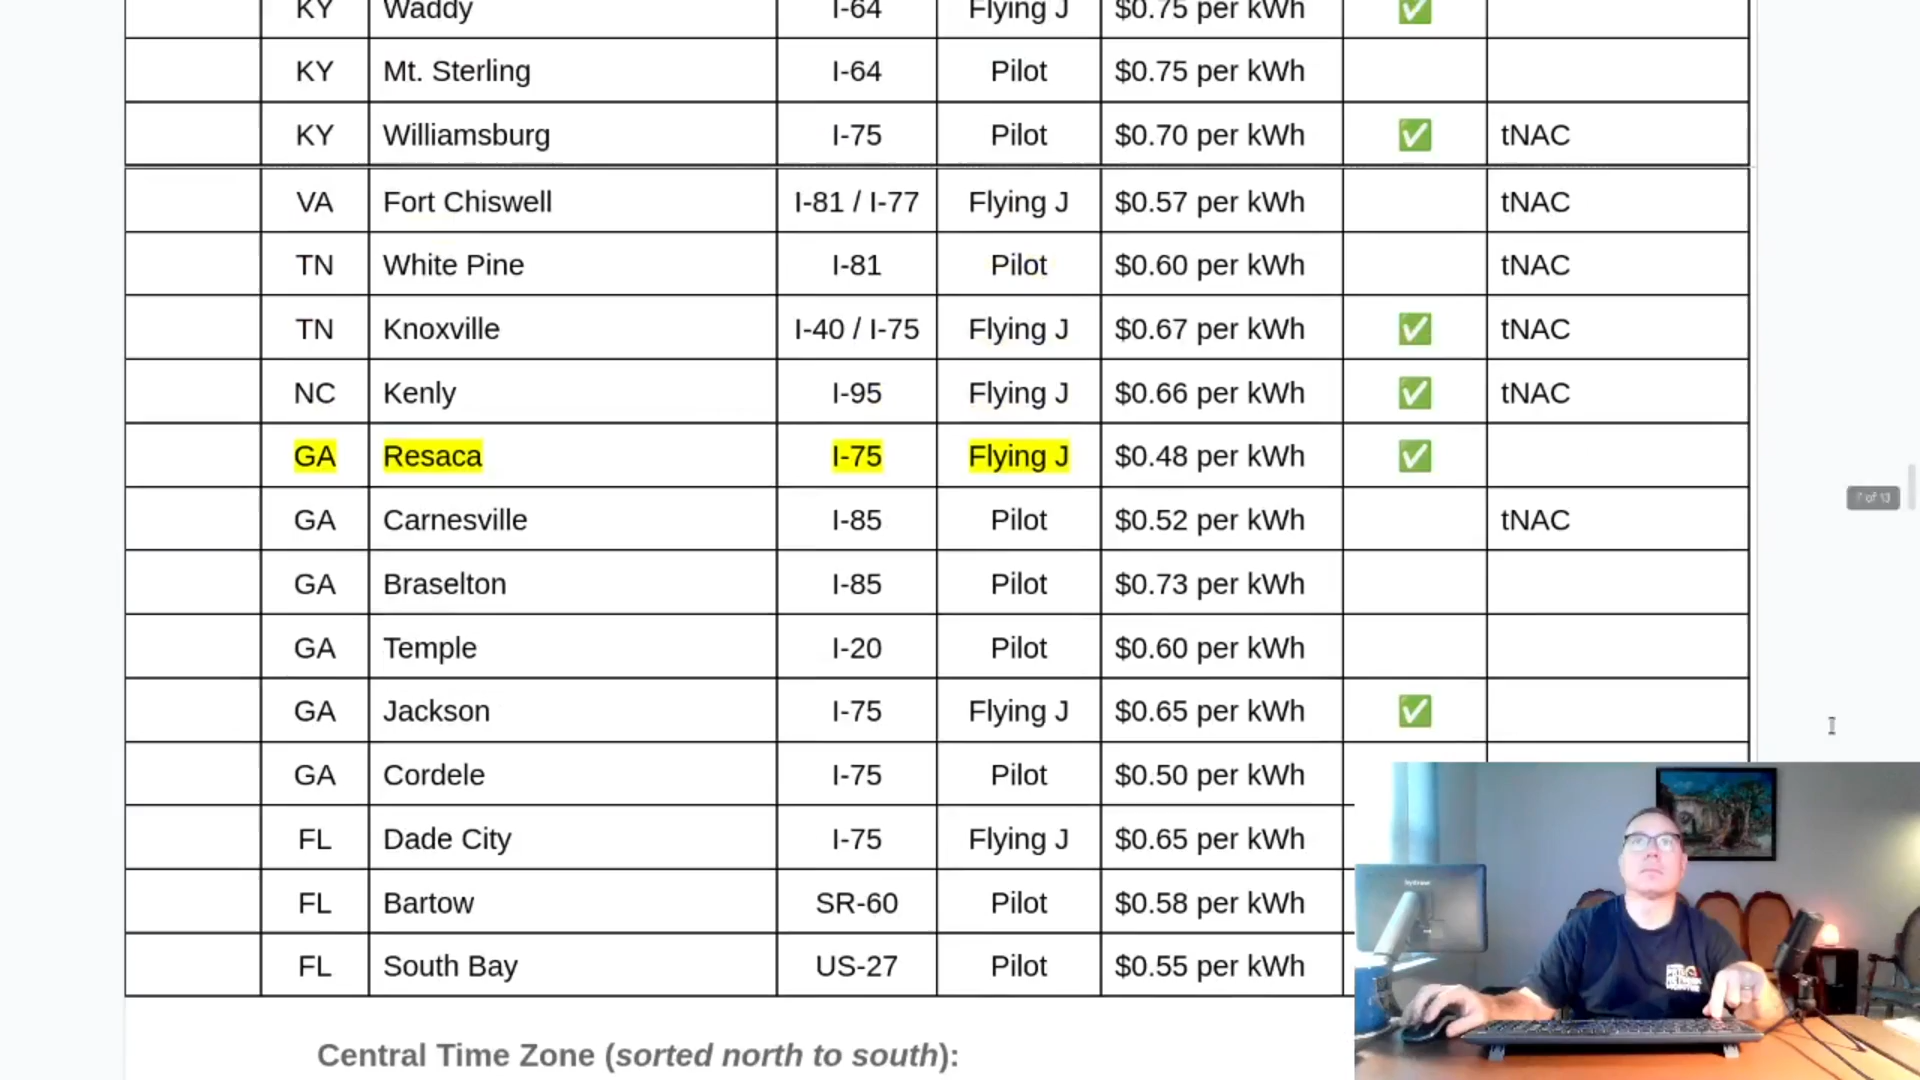 KY Waddy I-64 Flying J $0.75 per kWh ✅
KY Mt. Sterling I-64 Pilot $0.75 per kWh
KY Williamsburg I-75 Pilot $0.70 per kWh ✅ tNAC
VA Fort Chiswell I-81 / I-77 Flying J $0.57 per kWh tNAC
TN White Pine I-81 Pilot $0.60 per kWh tNAC
TN Knoxville I-40 / I-75 Flying J $0.67 per kWh ✅ tNAC
NC Kenly I-95 Flying J $0.66 per kWh ✅ tNAC
GA Resaca I-75 Flying J $0.48 per kWh ✅
GA Carnesville I-85 Pilot $0.52 per kWh tNAC
7 of 13
GA Braselton I-85 Pilot $0.73 per kWh
GA Temple I-20 Pilot $0.60 per kWh
GA Jackson I-75 Flying J $0.65 per kWh ✅
GA Cordele I-75 Pilot $0.50 per kWh
FL Dade City I-75 Flying J $0.65 per kWh
FL Bartow SR-60 Pilot $0.58 per kWh
FL South Bay US-27 Pilot $0.55 per kWh
Central Time Zone (sorted north to south):